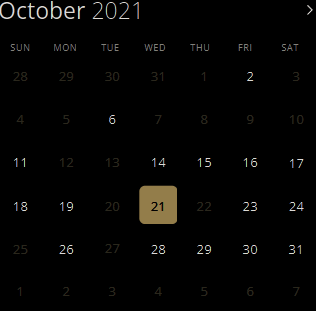 October 2021
SUN MON TUE WED THU FRI SAT
28 29 30 31 1 2 3
4 5 6 7 8 9 10
11 12 13 14 15 16 17
18 19 20 21 22 23 24
25 26 27 28 29 30 31
1 2 3 4 5 6 7